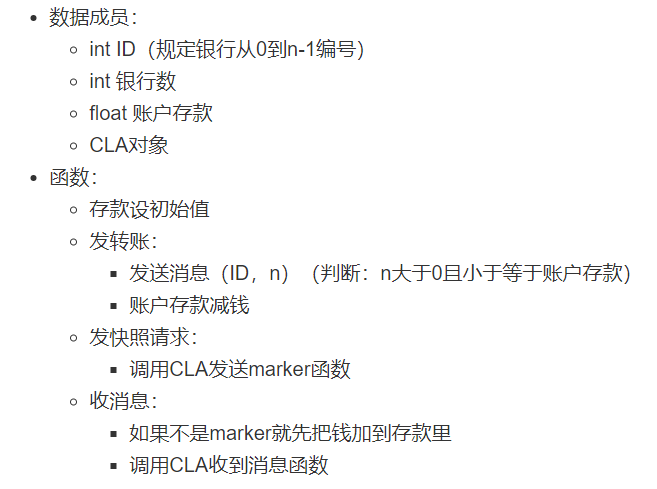 数据成员：
int ID（规定银行从0到n-1编号）
int 银行数
float 账户存款
CLA对象
函数：
存款设初始值
发转账：
发送消息（ID，n）（判断：n大于0且小于等于账户存款）
账户存款减钱
发快照请求：
调用CLA发送marker函数
收消息：
如果不是marker就先把钱加到存款里
调用CLA收到消息函数